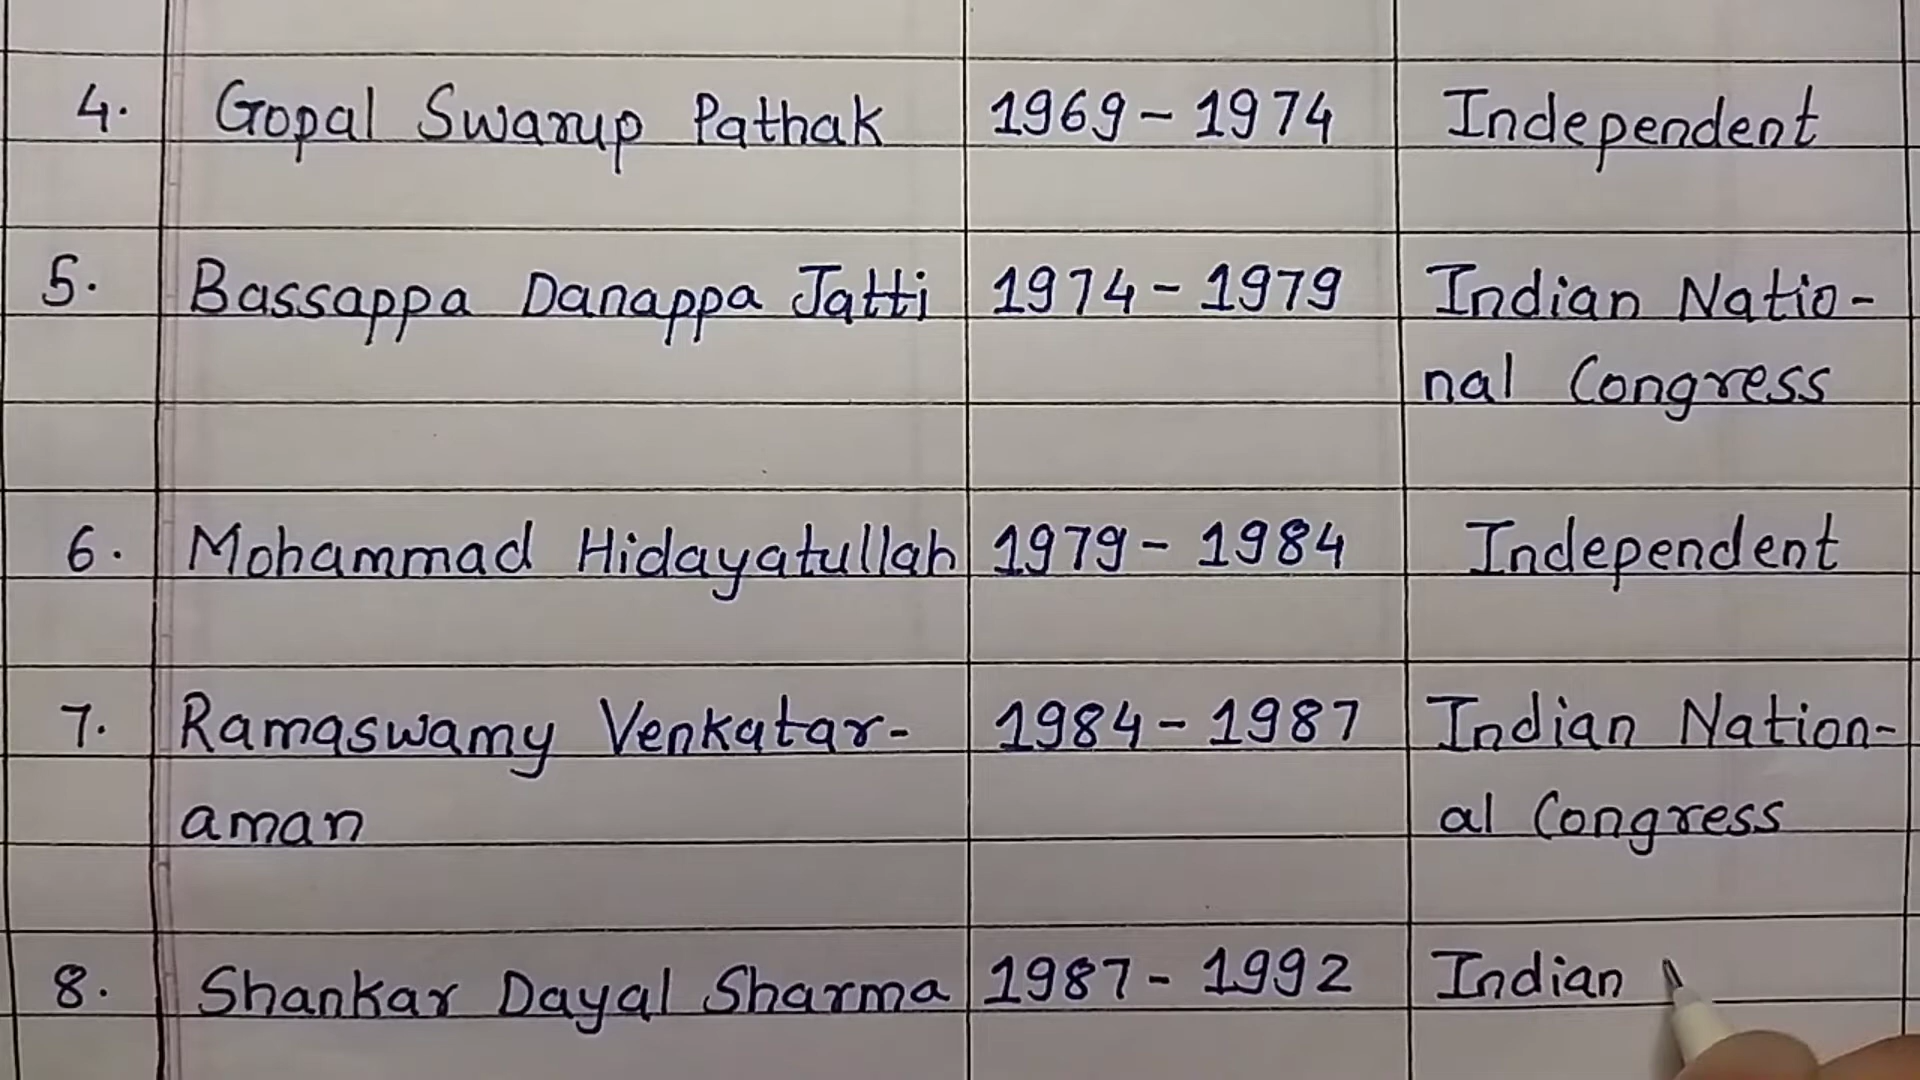 4. Gopal Swarup Pathak 1969 - 1974 Independent
5. Bassappa Danappa Jatti 1974 - 1979 Indian Natio-
nal Congress
6. Mohammad Hidayatullah 1979 - 1984 Independent
7. Ramaswamy Venkatar- 1984 - 1987 Indian Nation-
aman al Congress
8. Shankar Dayal Sharma 1987 - 1992 Indian